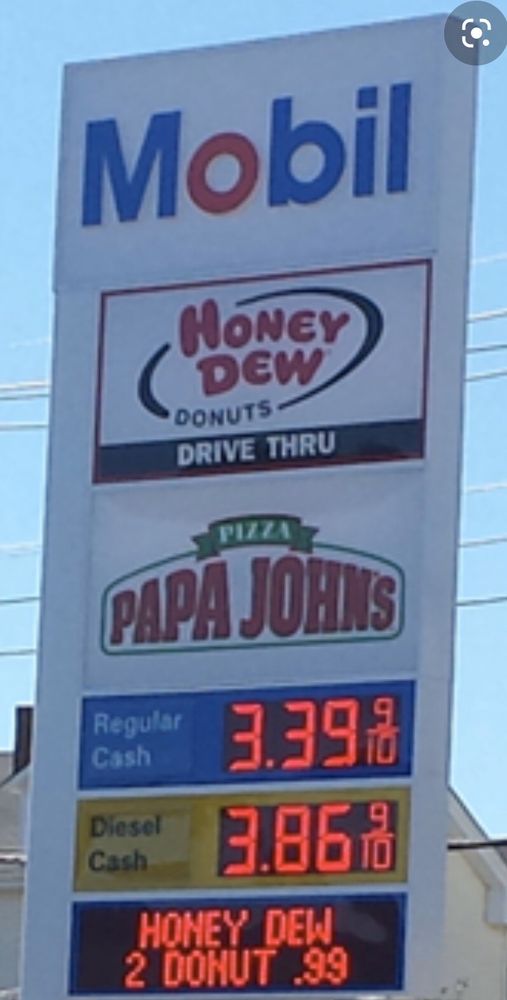 Mobil
HONEY
DEW
DONUTS
DRIVE THRU
PIZZA
PAPA JOHN'S
Regular
Cash
3.39 9/10
Diesel
Cash
3.86 9/10
HONEY DEW
2 DONUT .99